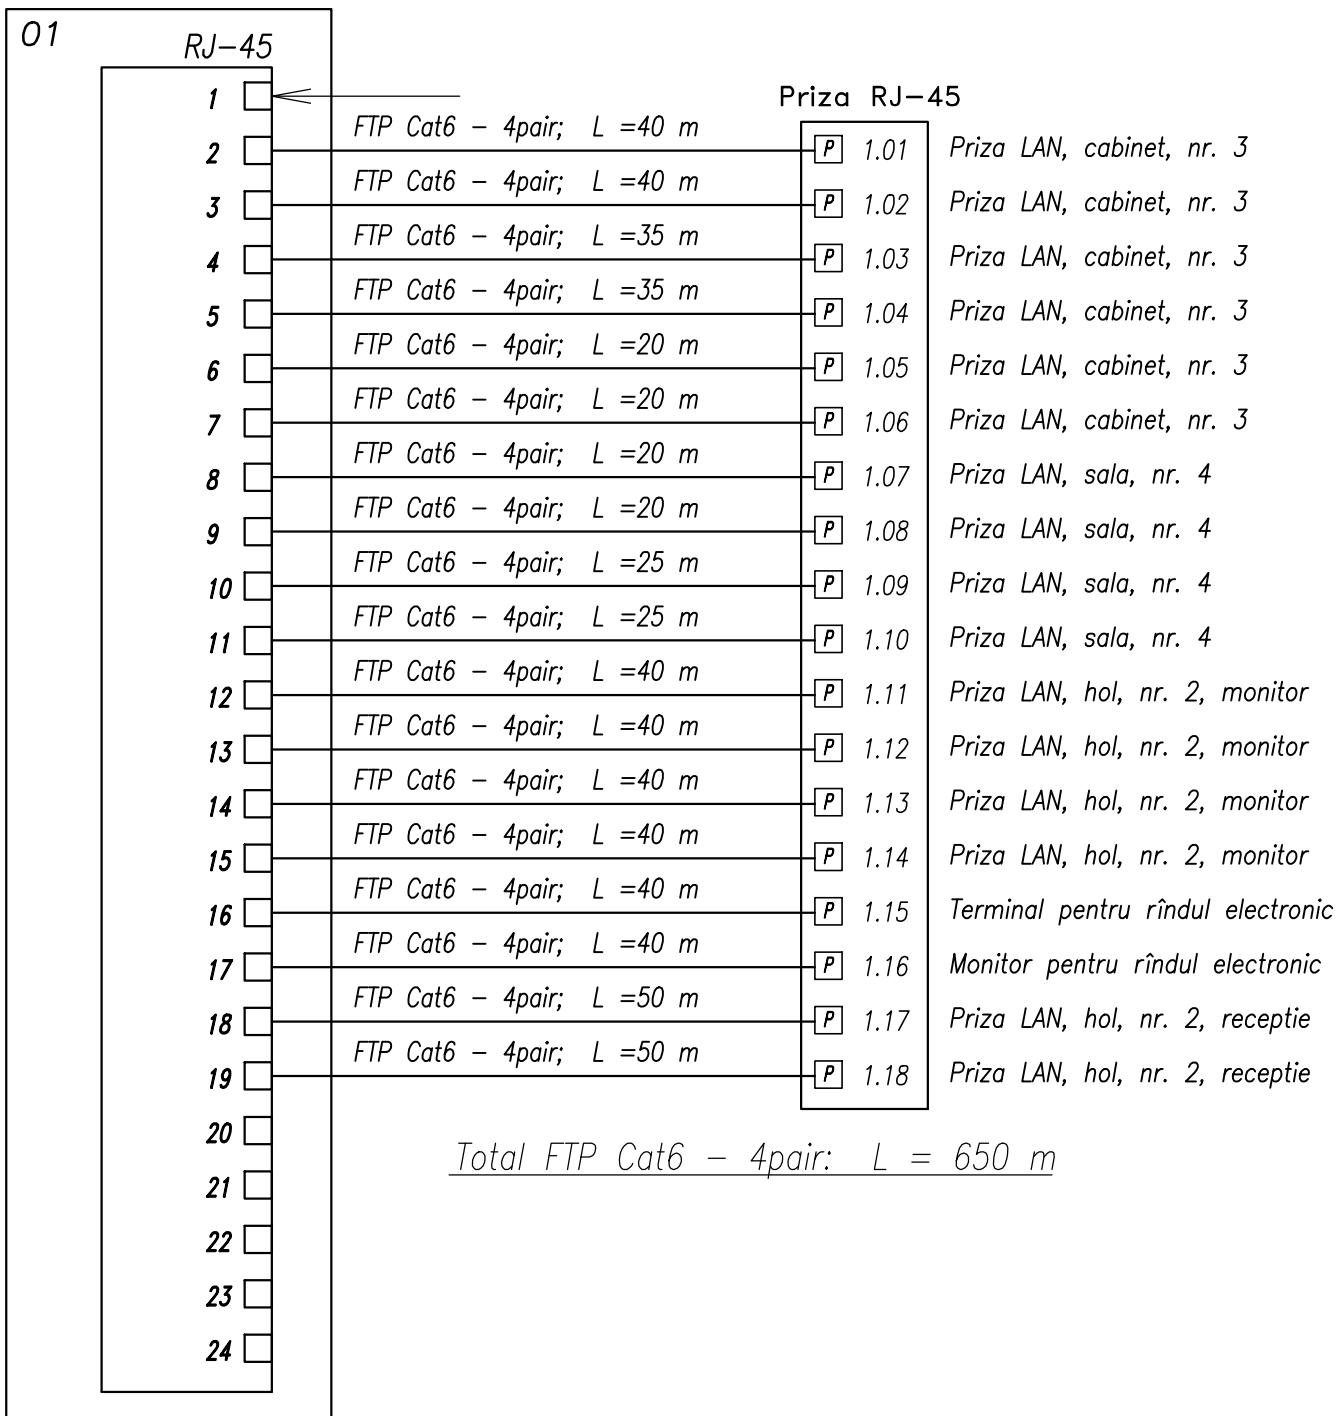 01
RJ-45
1
Priza RJ-45
FTP Cat6 - 4pair; L =40 m
2 P 1.01 Priza LAN, cabinet, nr. 3
FTP Cat6 - 4pair; L =40 m
3 P 1.02 Priza LAN, cabinet, nr. 3
FTP Cat6 - 4pair; L =35 m
4 P 1.03 Priza LAN, cabinet, nr. 3
FTP Cat6 - 4pair; L =35 m
5 P 1.04 Priza LAN, cabinet, nr. 3
FTP Cat6 - 4pair; L =20 m
6 P 1.05 Priza LAN, cabinet, nr. 3
FTP Cat6 - 4pair; L =20 m
7 P 1.06 Priza LAN, cabinet, nr. 3
FTP Cat6 - 4pair; L =20 m
8 P 1.07 Priza LAN, sala, nr. 4
FTP Cat6 - 4pair; L =20 m
9 P 1.08 Priza LAN, sala, nr. 4
FTP Cat6 - 4pair; L =25 m
10 P 1.09 Priza LAN, sala, nr. 4
FTP Cat6 - 4pair; L =25 m
11 P 1.10 Priza LAN, sala, nr. 4
FTP Cat6 - 4pair; L =40 m
12 P 1.11 Priza LAN, hol, nr. 2, monitor
FTP Cat6 - 4pair; L =40 m
13 P 1.12 Priza LAN, hol, nr. 2, monitor
FTP Cat6 - 4pair; L =40 m
14 P 1.13 Priza LAN, hol, nr. 2, monitor
FTP Cat6 - 4pair; L =40 m
15 P 1.14 Priza LAN, hol, nr. 2, monitor
FTP Cat6 - 4pair; L =40 m
16 P 1.15 Terminal pentru rîndul electronic
FTP Cat6 - 4pair; L =40 m
17 P 1.16 Monitor pentru rîndul electronic
FTP Cat6 - 4pair; L =50 m
18 P 1.17 Priza LAN, hol, nr. 2, receptie
FTP Cat6 - 4pair; L =50 m
19 P 1.18 Priza LAN, hol, nr. 2, receptie
20
Total FTP Cat6 - 4pair: L = 650 m
21
22
23
24